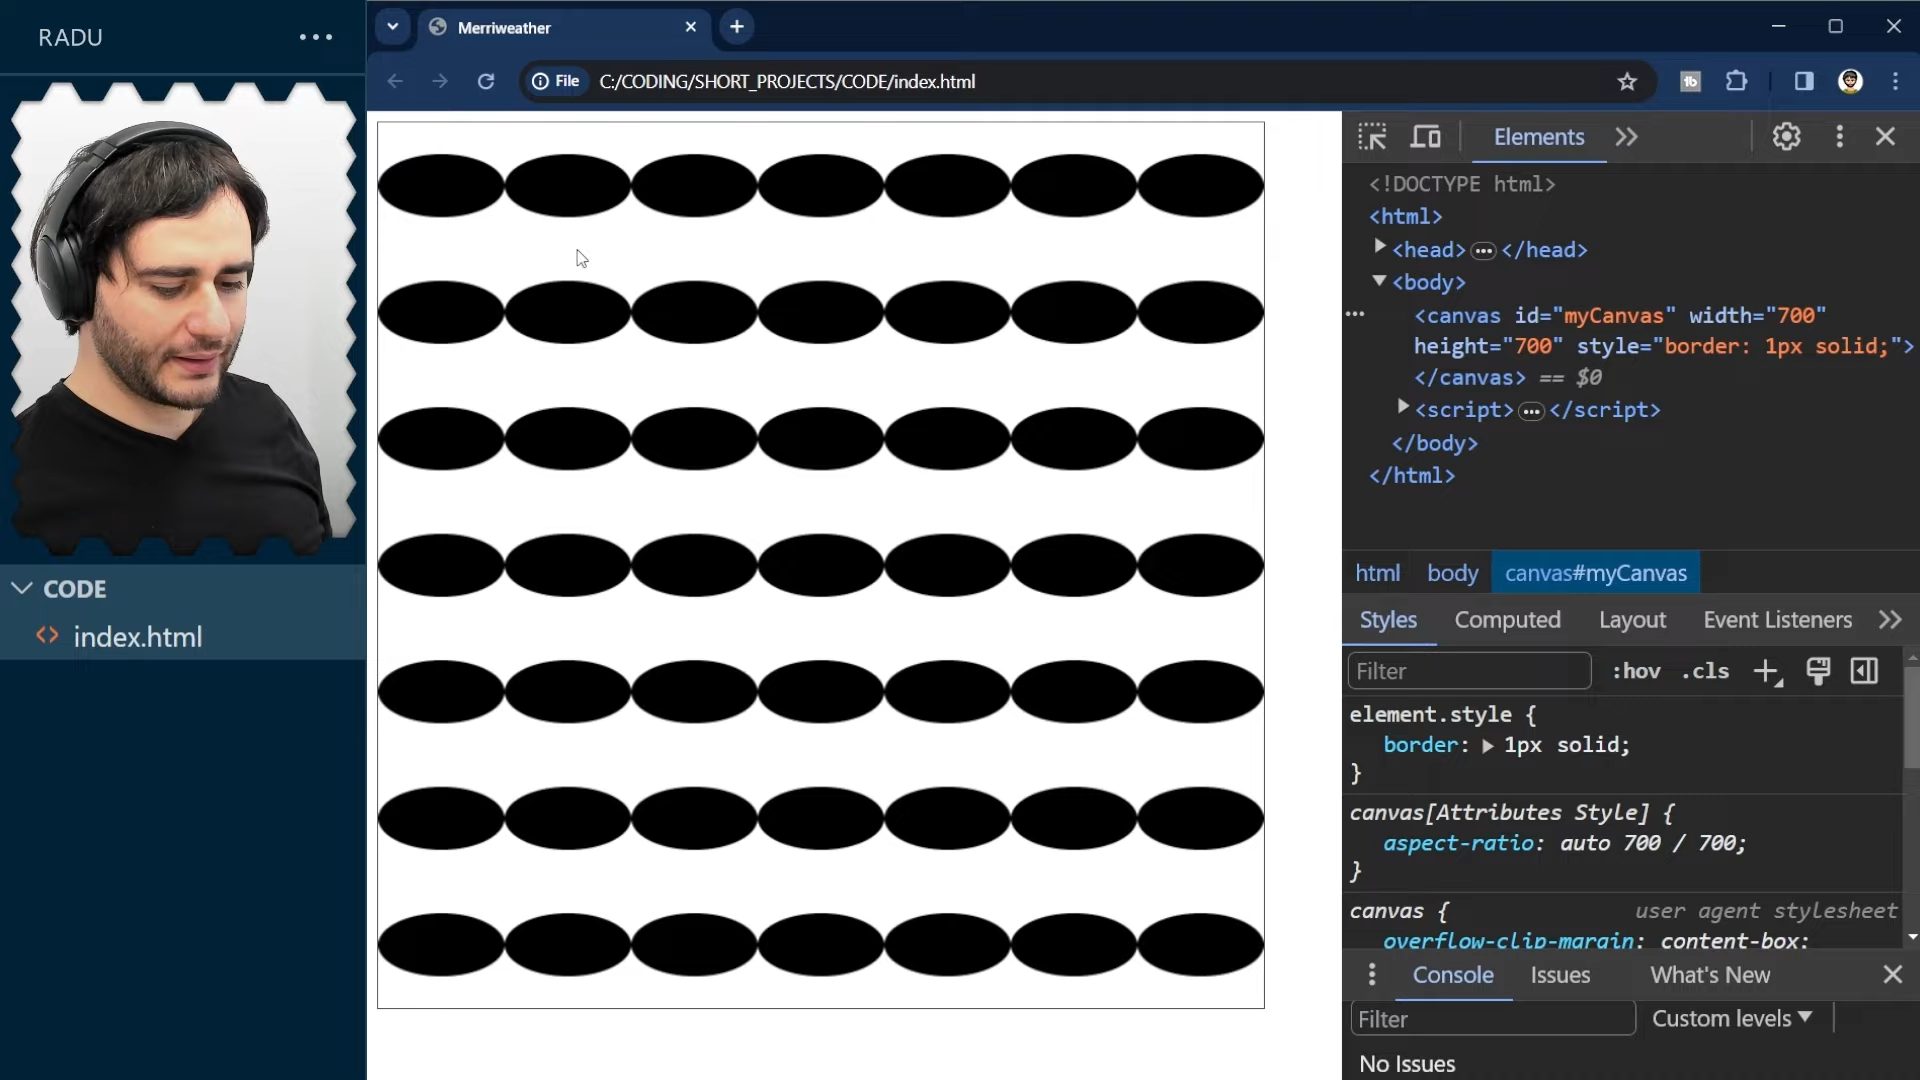 RADU
Merriweather
File
C:/CODING/SHORT_PROJECTS/CODE/index.html
Elements
<!DOCTYPE html>
<html>
<head> </head>
<body>
<canvas id="myCanvas" width="700"
height="700" style="border: 1px solid;">
</canvas> == $0
<script> </script>
</body>
</html>
html body canvas#myCanvas
Styles Computed Layout Event Listeners
Filter :hov .cls
element.style {
border: 1px solid;
}
canvas[Attributes Style] {
aspect-ratio: auto 700 / 700;
}
canvas { user agent stylesheet
overflow-clip-margin: content-box;
Console Issues What's New
Filter Custom levels
No Issues
CODE
index.html